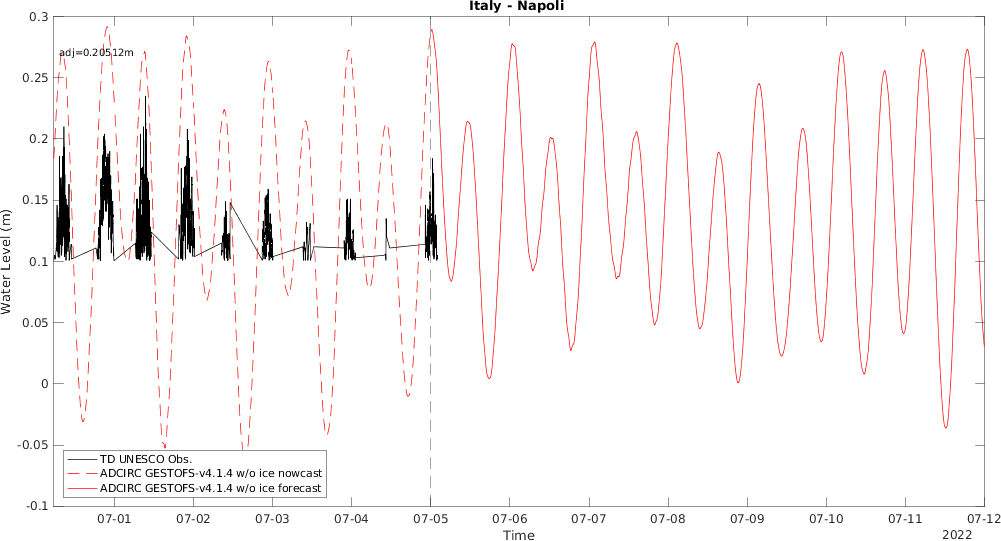 Italy - Napoli
adj=0.20512m
0.3
0.25
0.2
0.15
0.1
0.05
0
-0.05
-0.1
Water Level (m)
TD UNESCO Obs.
ADCIRC GESTOFS-v4.1.4 w/o ice nowcast
ADCIRC GESTOFS-v4.1.4 w/o ice forecast
07-01 07-02 07-03 07-04 07-05 07-06 07-07 07-08 07-09 07-10 07-11 07-12
Time
2022